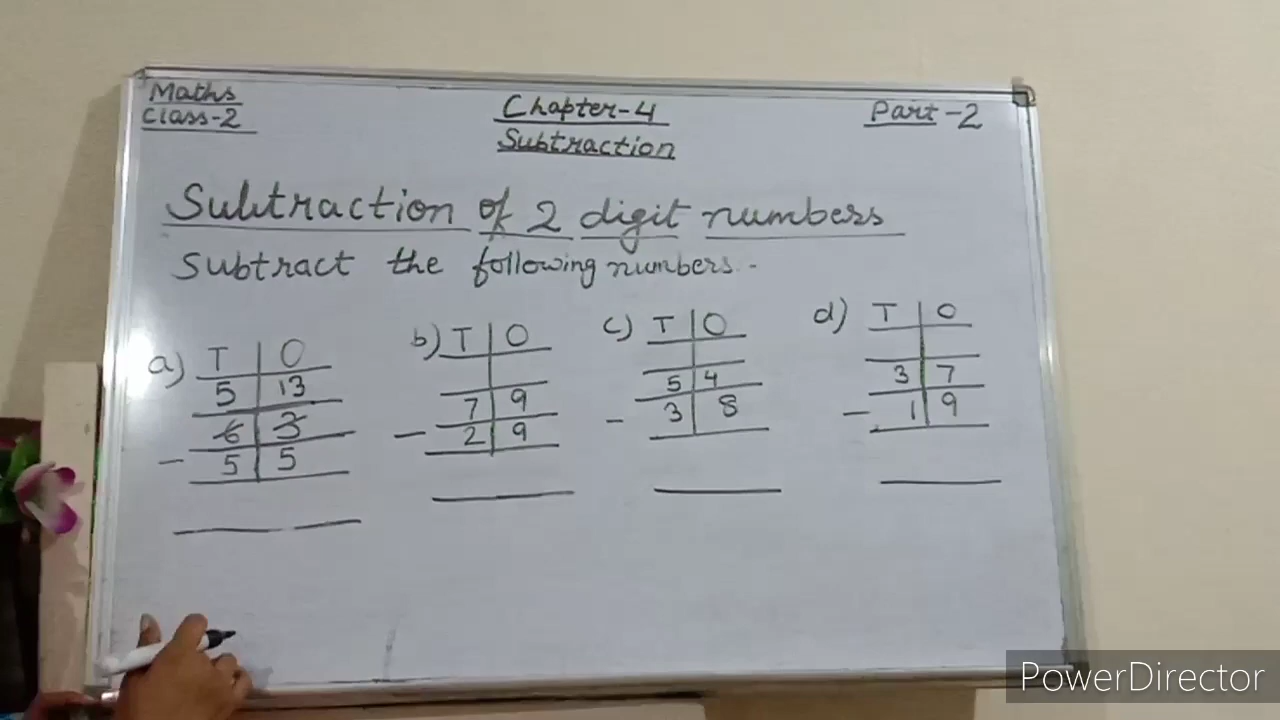 Maths
Class-2
Chapter-4
Subtraction
Part-2
Subtraction of 2 digit numbers
Subtract the following numbers.-
a) T O
5 13
6 3
- 5 5
b) T O
7 9
- 2 9
c) T O
5 4
- 3 8
d) T O
3 7
- 1 9
PowerDirector